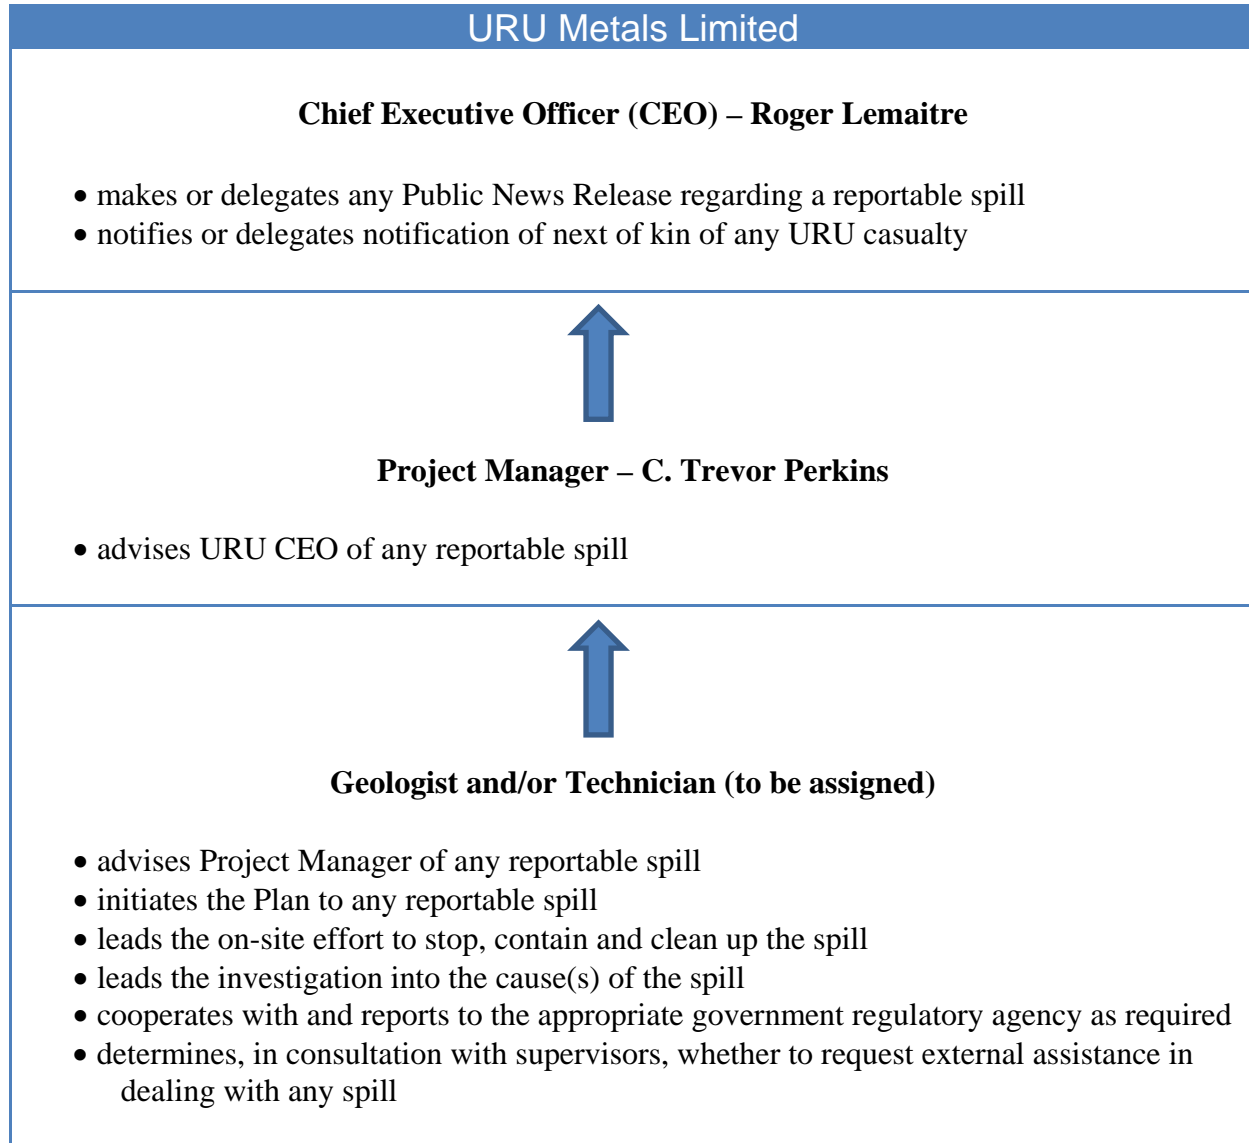 URU Metals Limited
Chief Executive Officer (CEO) – Roger Lemaitre
• makes or delegates any Public News Release regarding a reportable spill
• notifies or delegates notification of next of kin of any URU casualty
Project Manager – C. Trevor Perkins
• advises URU CEO of any reportable spill
Geologist and/or Technician (to be assigned)
• advises Project Manager of any reportable spill
• initiates the Plan to any reportable spill
• leads the on-site effort to stop, contain and clean up the spill
• leads the investigation into the cause(s) of the spill
• cooperates with and reports to the appropriate government regulatory agency as required
• determines, in consultation with supervisors, whether to request external assistance in
dealing with any spill